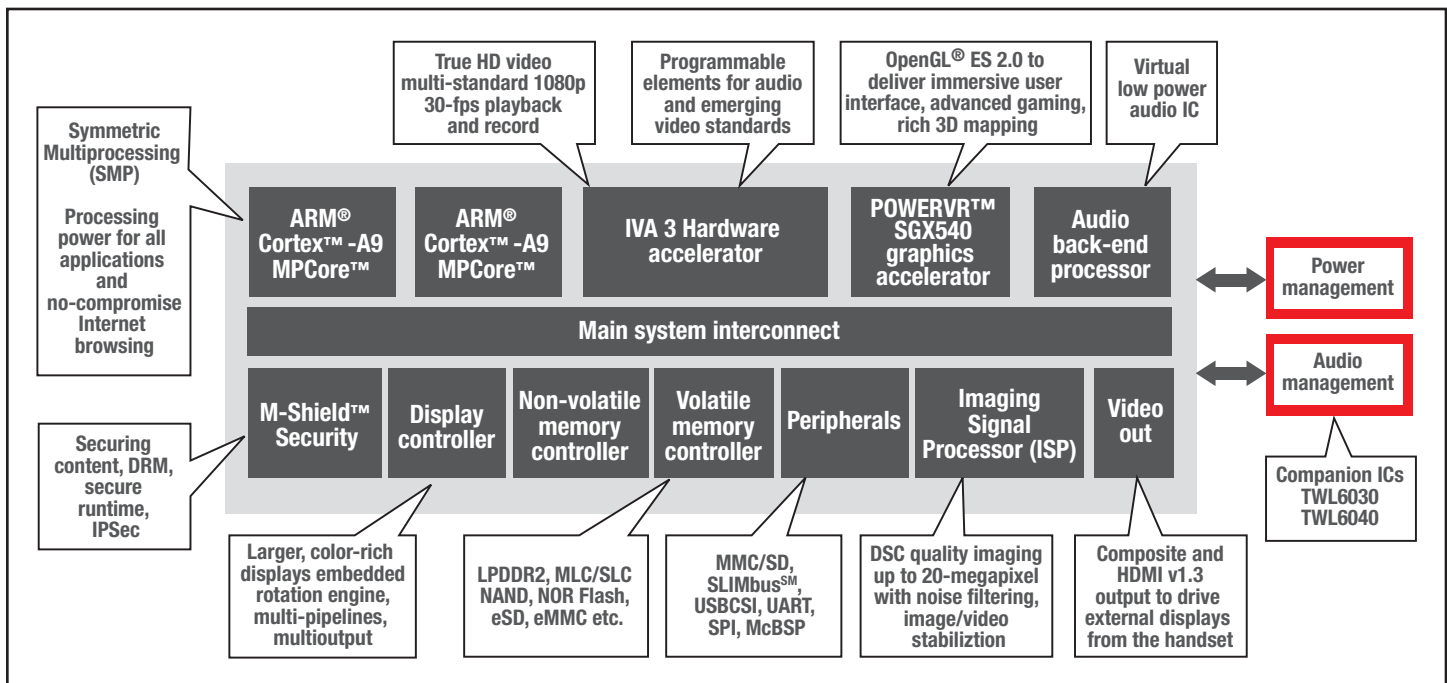 True HD video
multi-standard 1080p
30-fps playback
and record
Programmable
elements for audio
and emerging
video standards
OpenGL® ES 2.0 to
deliver immersive user
interface, advanced gaming,
rich 3D mapping
Virtual
low power
audio IC
Symmetric
Multiprocessing
(SMP)
Processing
power for all
applications
and
no-compromise
Internet
browsing
ARM®
Cortex™-A9
MPCore™
ARM®
Cortex™-A9
MPCore™
IVA 3 Hardware
accelerator
POWERVR™
SGX540
graphics
accelerator
Audio
back-end
processor
Power
management
Main system interconnect
Audio
management
M-Shield™
Security
Display
controller
Non-volatile
memory
controller
Volatile
memory
controller
Peripherals
Imaging
Signal
Processor (ISP)
Video
out
Securing
content, DRM,
secure
runtime,
IPSec
Companion ICs
TWL6030
TWL6040
Larger, color-rich
displays embedded
rotation engine,
multi-pipelines,
multioutput
LPDDR2, MLC/SLC
NAND, NOR Flash,
eSD, eMMC etc.
MMC/SD,
SLIMbus℠,
USBCSI, UART,
SPI, McBSP
DSC quality imaging
up to 20-megapixel
with noise filtering,
image/video
stabiliztion
Composite and
HDMI v1.3
output to drive
external displays
from the handset